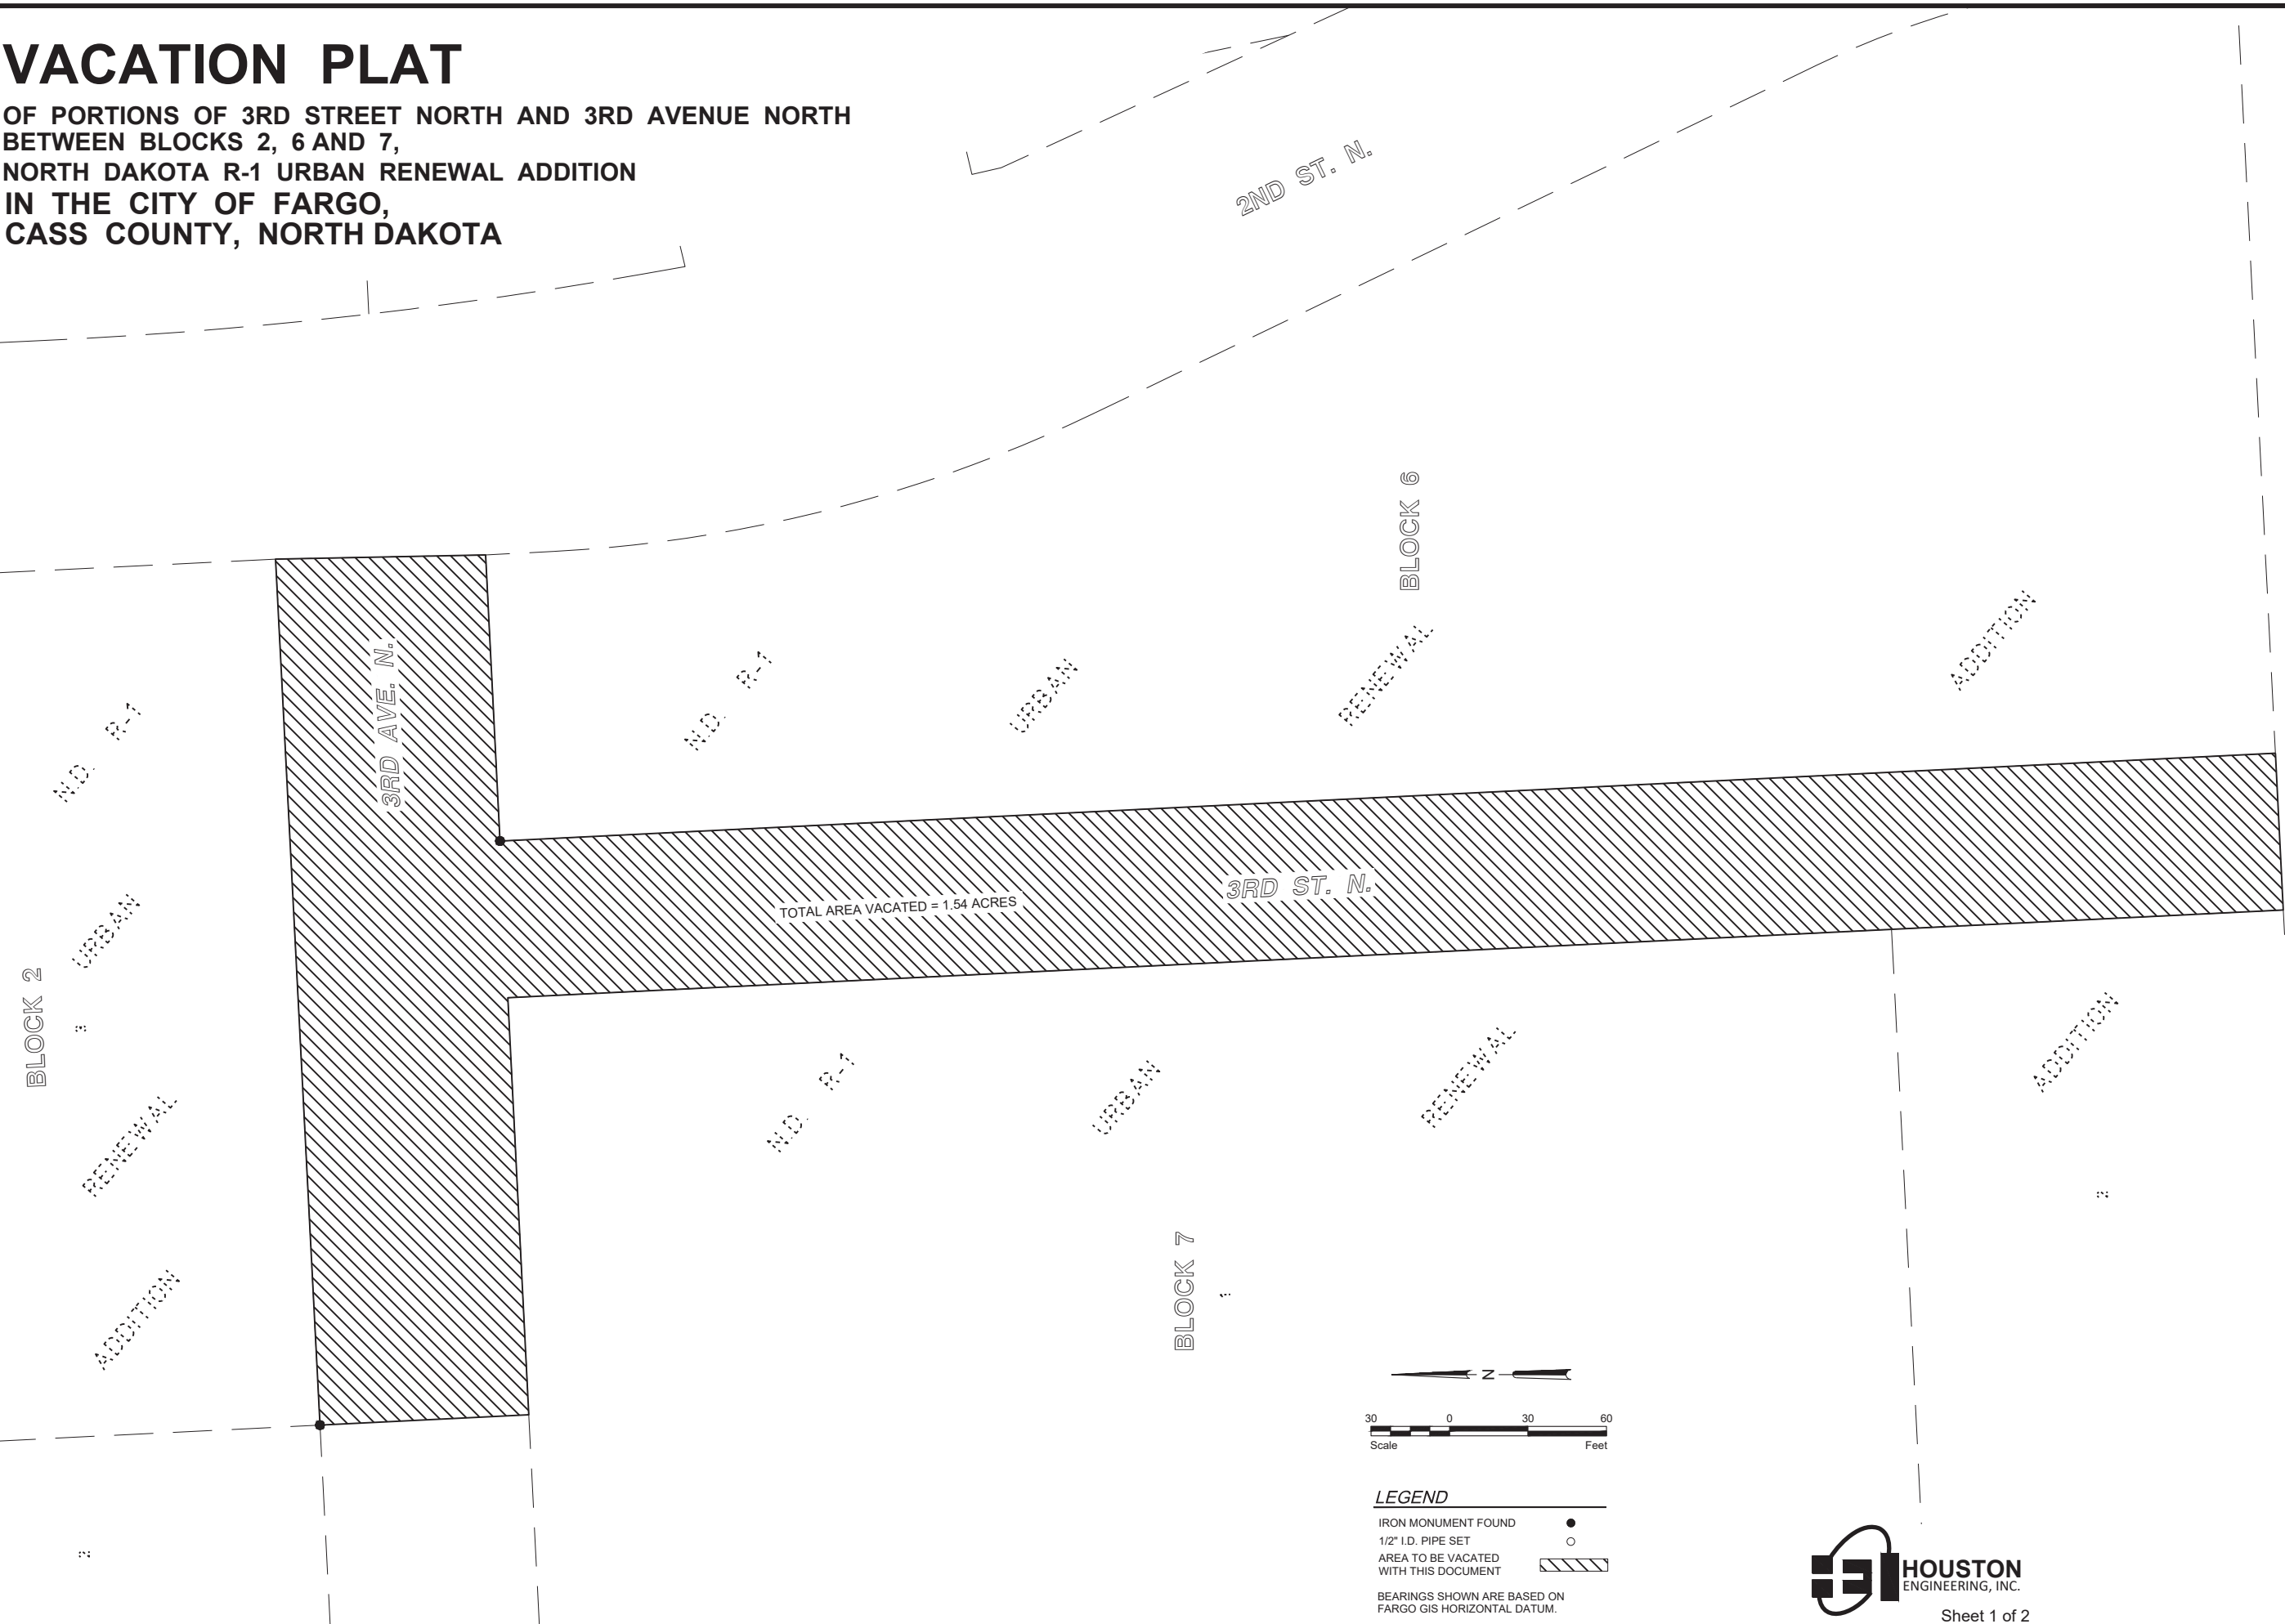 VACATION PLAT
OF PORTIONS OF 3RD STREET NORTH AND 3RD AVENUE NORTH
BETWEEN BLOCKS 2, 6 AND 7,
NORTH DAKOTA R-1 URBAN RENEWAL ADDITION
IN THE CITY OF FARGO,
CASS COUNTY, NORTH DAKOTA
2ND ST. N.
BLOCK 6
N.D. R-1 URBAN RENEWAL ADDITION
3RD AVE. N.
N.D. R-1
URBAN
RENEWAL
ADDITION
BLOCK 2
3
2
TOTAL AREA VACATED = 1.54 ACRES
3RD ST. N.
N.D. R-1 URBAN RENEWAL ADDITION
2
BLOCK 7
1
N
30 0 30 60
Scale Feet
LEGEND
IRON MONUMENT FOUND
1/2" I.D. PIPE SET
AREA TO BE VACATED
WITH THIS DOCUMENT
BEARINGS SHOWN ARE BASED ON
FARGO GIS HORIZONTAL DATUM.
HOUSTON
ENGINEERING, INC.
Sheet 1 of 2